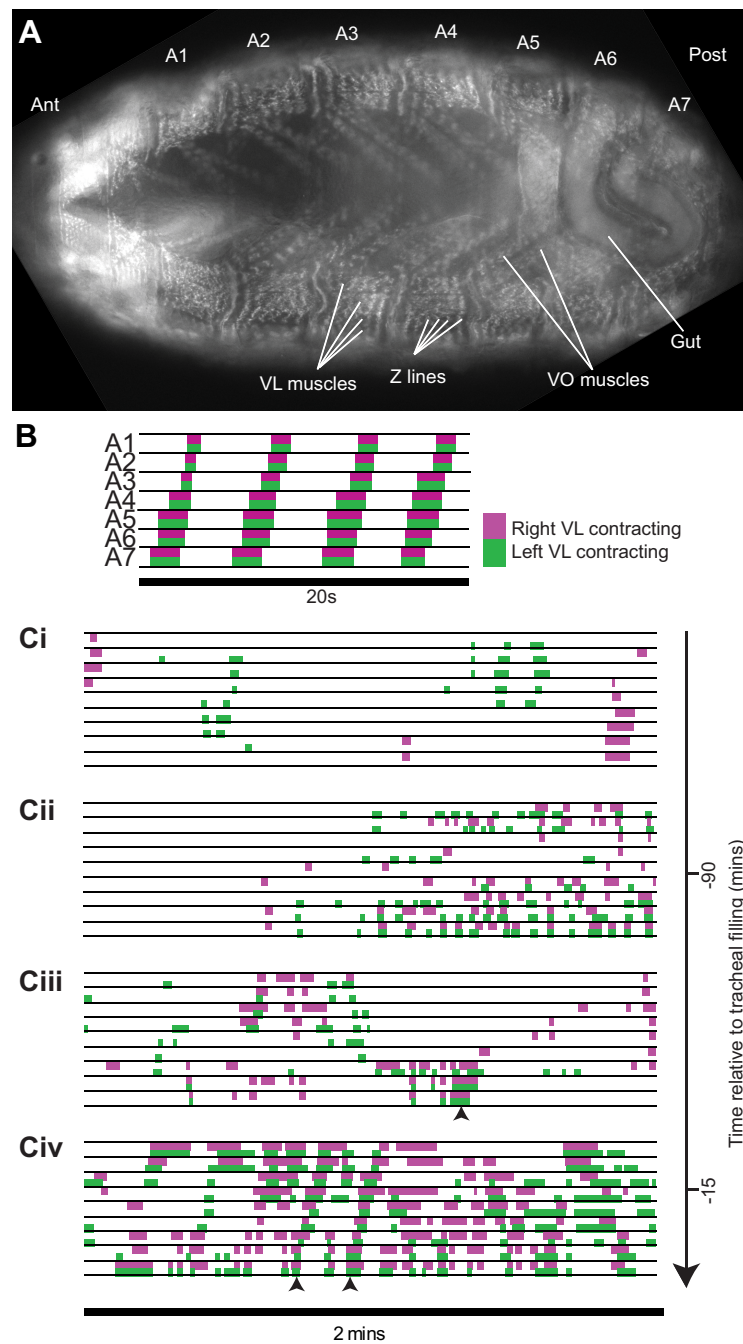 A
Ant
A1
A2
A3
A4
A5
A6
Post
A7
VL muscles
Z lines
VO muscles
Gut
B
A1
A2
A3
A4
A5
A6
A7
Right VL contracting
Left VL contracting
20s
Ci
Cii
Ciii
Civ
-90
-15
Time relative to tracheal filling (mins)
2 mins